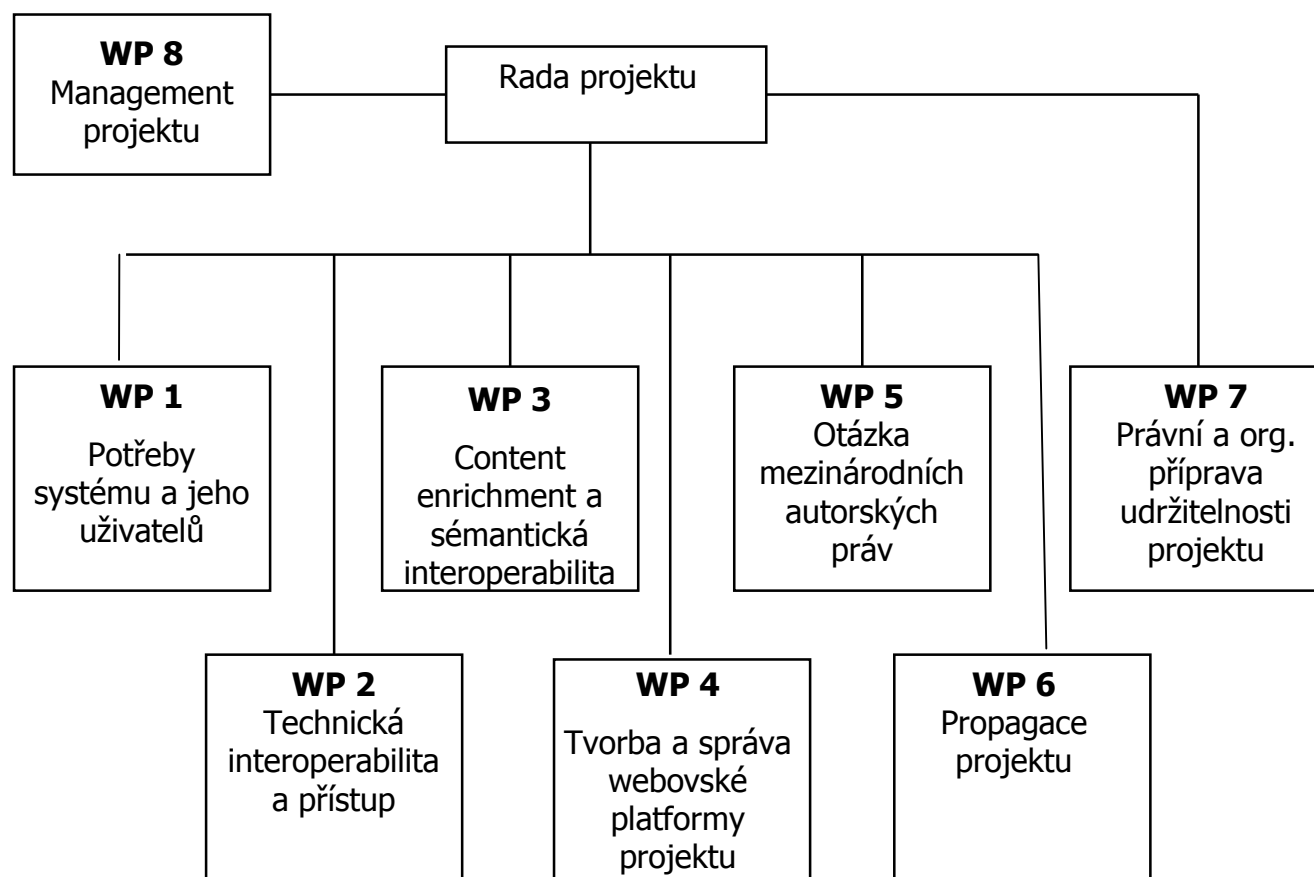 WP 8
Management
projektu
Rada projektu
WP 1
Potřeby
systému a jeho
uživatelů
WP 3
Content
enrichment a
sémantická
interoperabilita
WP 5
Otázka
mezinárodních
autorských
práv
WP 7
Právní a org.
příprava
udržitelnosti
projektu
WP 2
Technická
interoperabilita
a přístup
WP 4
Tvorba a správa
webovské
platformy
projektu
WP 6
Propagace
projektu